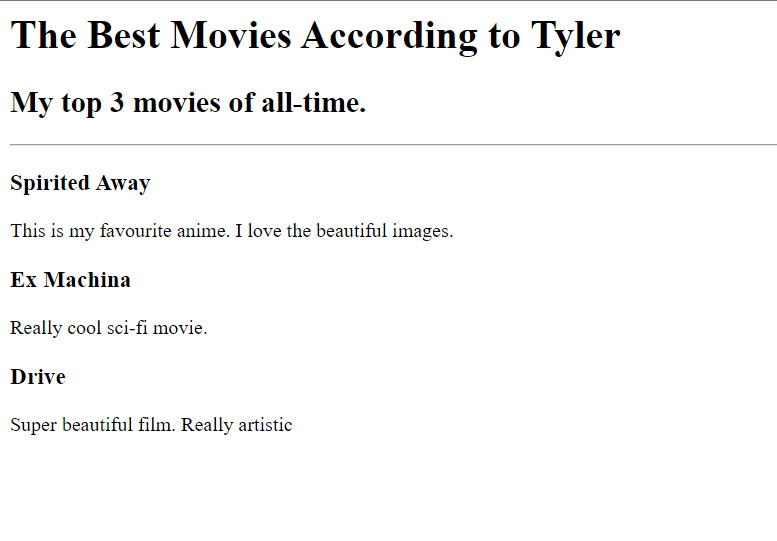 The Best Movies According to Tyler
My top 3 movies of all-time.
Spirited Away
This is my favourite anime. I love the beautiful images.
Ex Machina
Really cool sci-fi movie.
Drive
Super beautiful film. Really artistic